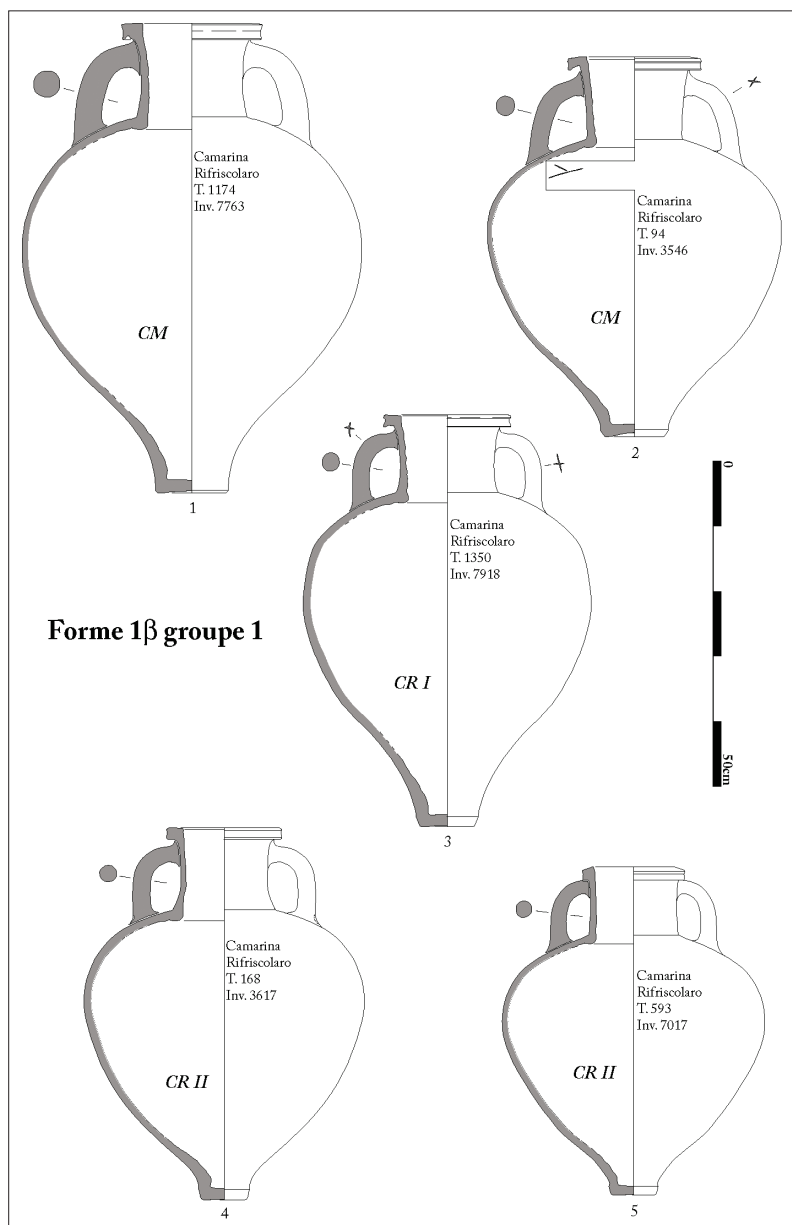 Camarina
Rifriscolaro
T. 1174
Inv. 7763
CM
1
Camarina
Rifriscolaro
T. 94
Inv. 3546
CM
2
Camarina
Rifriscolaro
T. 1350
Inv. 7918
CR I
3
Forme 1β groupe 1
0
50cm
Camarina
Rifriscolaro
T. 168
Inv. 3617
CR II
4
Camarina
Rifriscolaro
T. 593
Inv. 7017
CR II
5